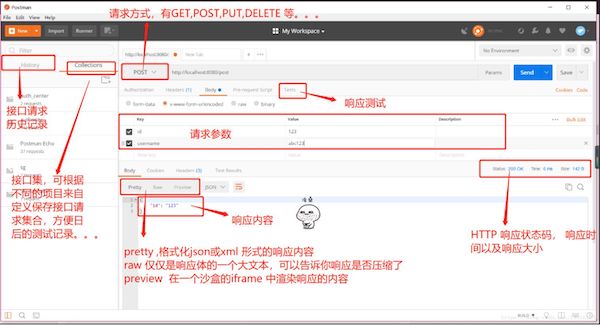 Postman
File Edit View Help
请求方式，有GET,POST,PUT,DELETE 等。。。
New
Import
Runner
My Workspace
Filter
History
Collections
http://localhost:8080/
New Tab
No Environment
POST
http://localhost:8080/post
Params
Send
Save
Authorization
Headers (1)
Body
Pre-request Script
Tests
Cookies Code
form-data
x-www-form-urlencoded
raw
binary
响应测试
auth_center
2 requests
接口请求
历史记录
Key
Value
Description
Bulk Edit
id
123
请求参数
username
abc123
Postman Echo
37 requests
sg
接口集，可根据
不同的项目来自
定义保存接口请
求集合，方便日
后的测试记录。。。
Body
Cookies
Headers (3)
Test Results
Status: 200 OK
Time: 6 ms
Size: 142 B
Pretty
Raw
Preview
JSON
"id": "123"
响应内容
HTTP 响应状态码， 响应时
间以及响应大小
pretty ,格式化json或xml 形式的响应内容
raw 仅仅是响应体的一个大文本，可以告诉你响应是否压缩了
preview 在一个沙盒的iframe 中渲染响应的内容
BUILD